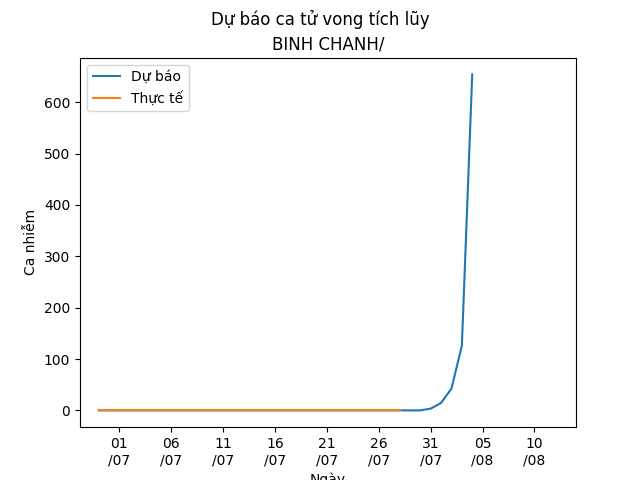 Dự báo ca tử vong tích lũy
BINH CHANH/
Dự báo
Thực tế
Ca nhiễm
600
500
400
300
200
100
0
01 06 11 16 21 26 31 05 10
/07 /07 /07 /07 /07 /07 /07 /08 /08
Ngày